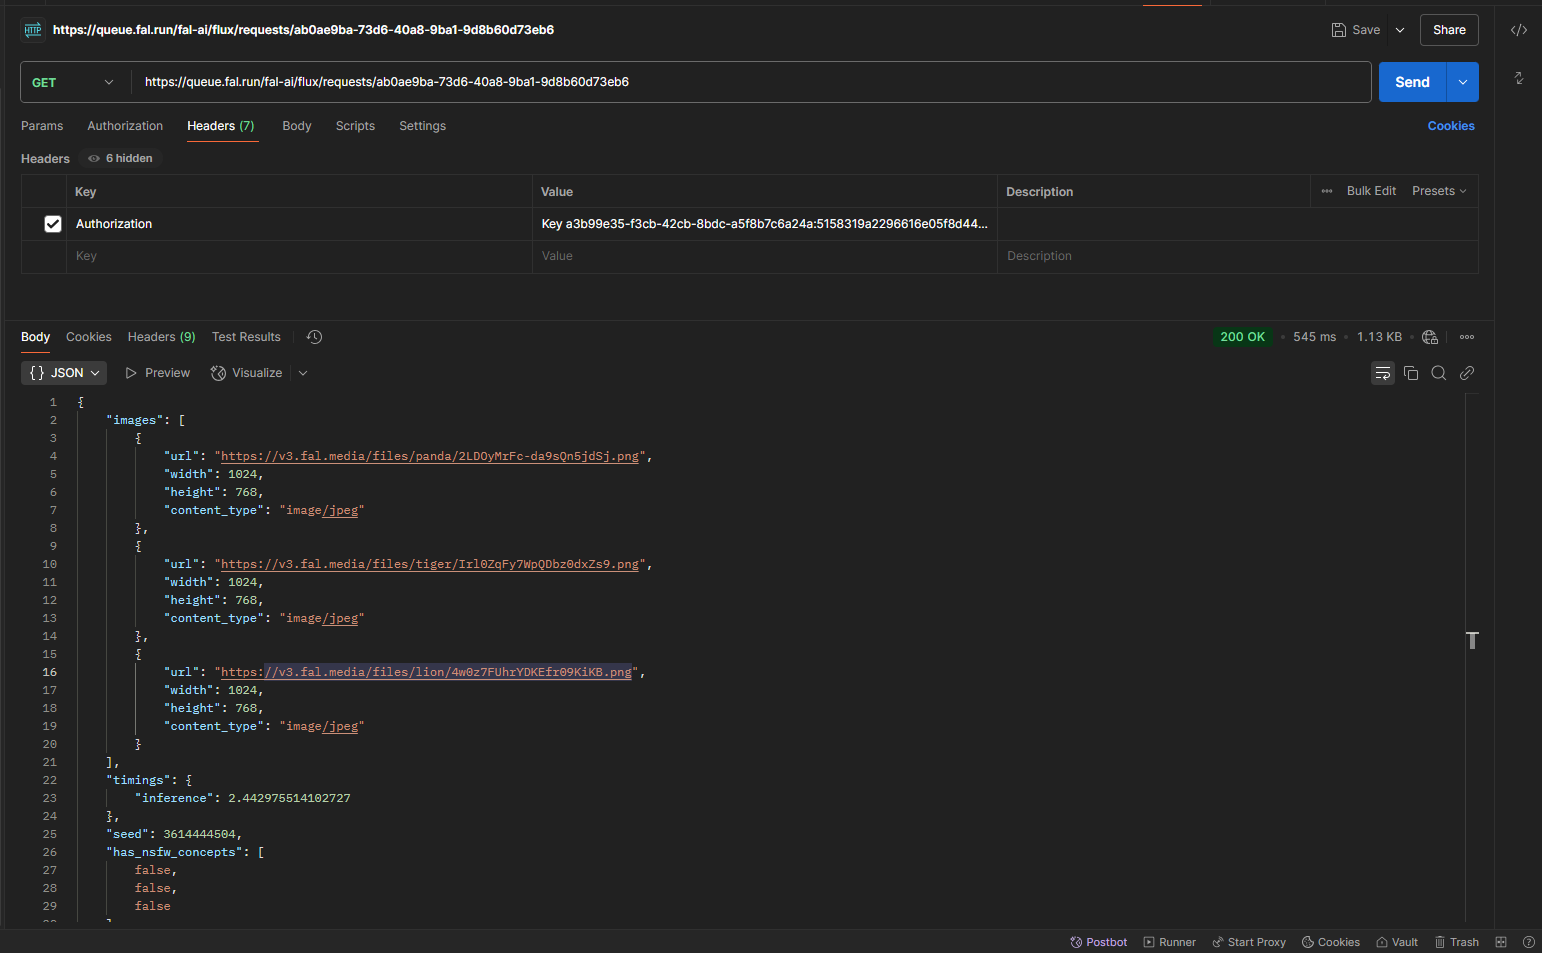 HTTP https://queue.fal.run/fal-ai/flux/requests/ab0ae9ba-73d6-40a8-9ba1-9d8b60d73eb6 Save Share
GET https://queue.fal.run/fal-ai/flux/requests/ab0ae9ba-73d6-40a8-9ba1-9d8b60d73eb6 Send
Params Authorization Headers (7) Body Scripts Settings Cookies
Headers 6 hidden
Key Value Description Bulk Edit Presets
Authorization Key a3b99e35-f3cb-42cb-8bdc-a5f8b7c6a24a:5158319a2296616e05f8d44...
Key Value Description
Body Cookies Headers (9) Test Results 200 OK 545 ms 1.13 KB
{} JSON Preview Visualize
1 {
2 "images": [
3 {
4 "url": "https://v3.fal.media/files/panda/2LDOyMrFc-da9sQn5jdSj.png",
5 "width": 1024,
6 "height": 768,
7 "content_type": "image/jpeg"
8 },
9 {
10 "url": "https://v3.fal.media/files/tiger/Irl0ZqFy7WpQDbz0dxZs9.png",
11 "width": 1024,
12 "height": 768,
13 "content_type": "image/jpeg"
14 },
15 {
16 "url": "https://v3.fal.media/files/lion/4w0z7FUhrYDKEfr09KiKB.png",
17 "width": 1024,
18 "height": 768,
19 "content_type": "image/jpeg"
20 }
21 ],
22 "timings": {
23 "inference": 2.442975514102727
24 },
25 "seed": 3614444504,
26 "has_nsfw_concepts": [
27 false,
28 false,
29 false
Postbot Runner Start Proxy Cookies Vault Trash